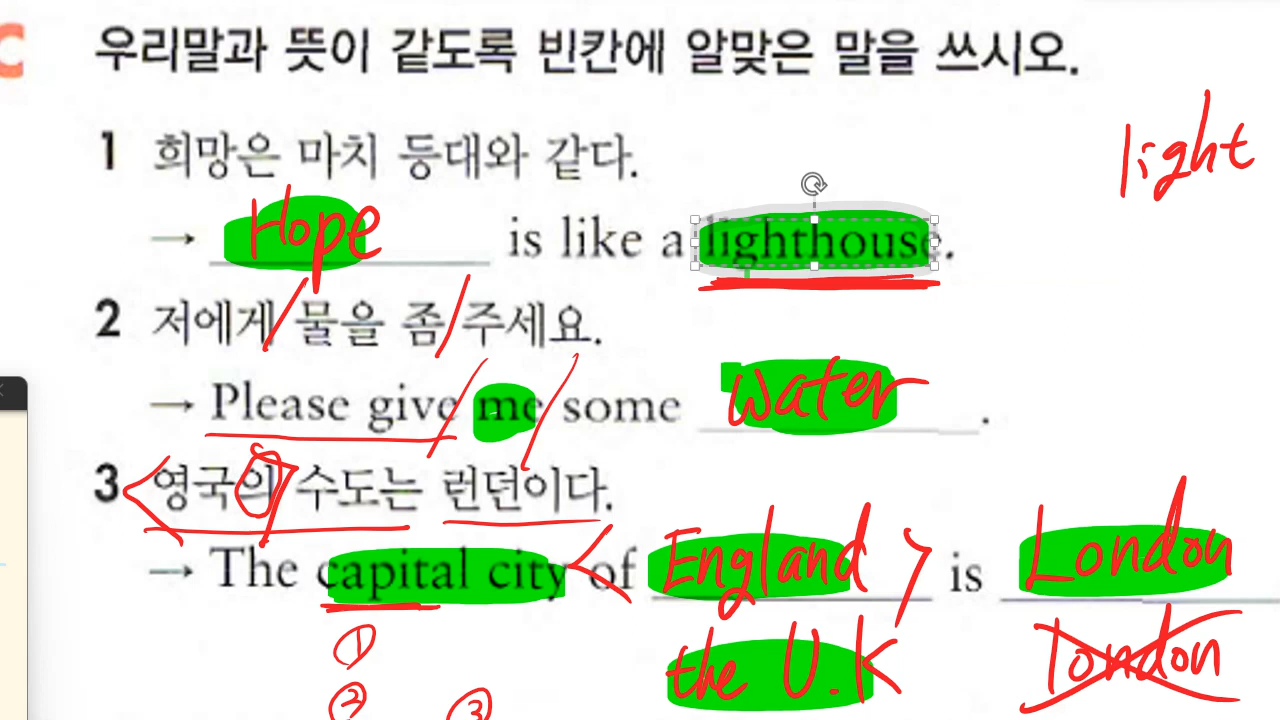 C 우리말과 뜻이 같도록 빈칸에 알맞은 말을 쓰시오.
light
1 희망은 마치 등대와 같다.
→ Hope is like a lighthouse.
2 저에게 / 물을 좀 / 주세요.
→ Please give / me / some water.
3 <영국의> 수도는 런던이다.
→ The capital city <of England> is London
the U.K london
①
② ③